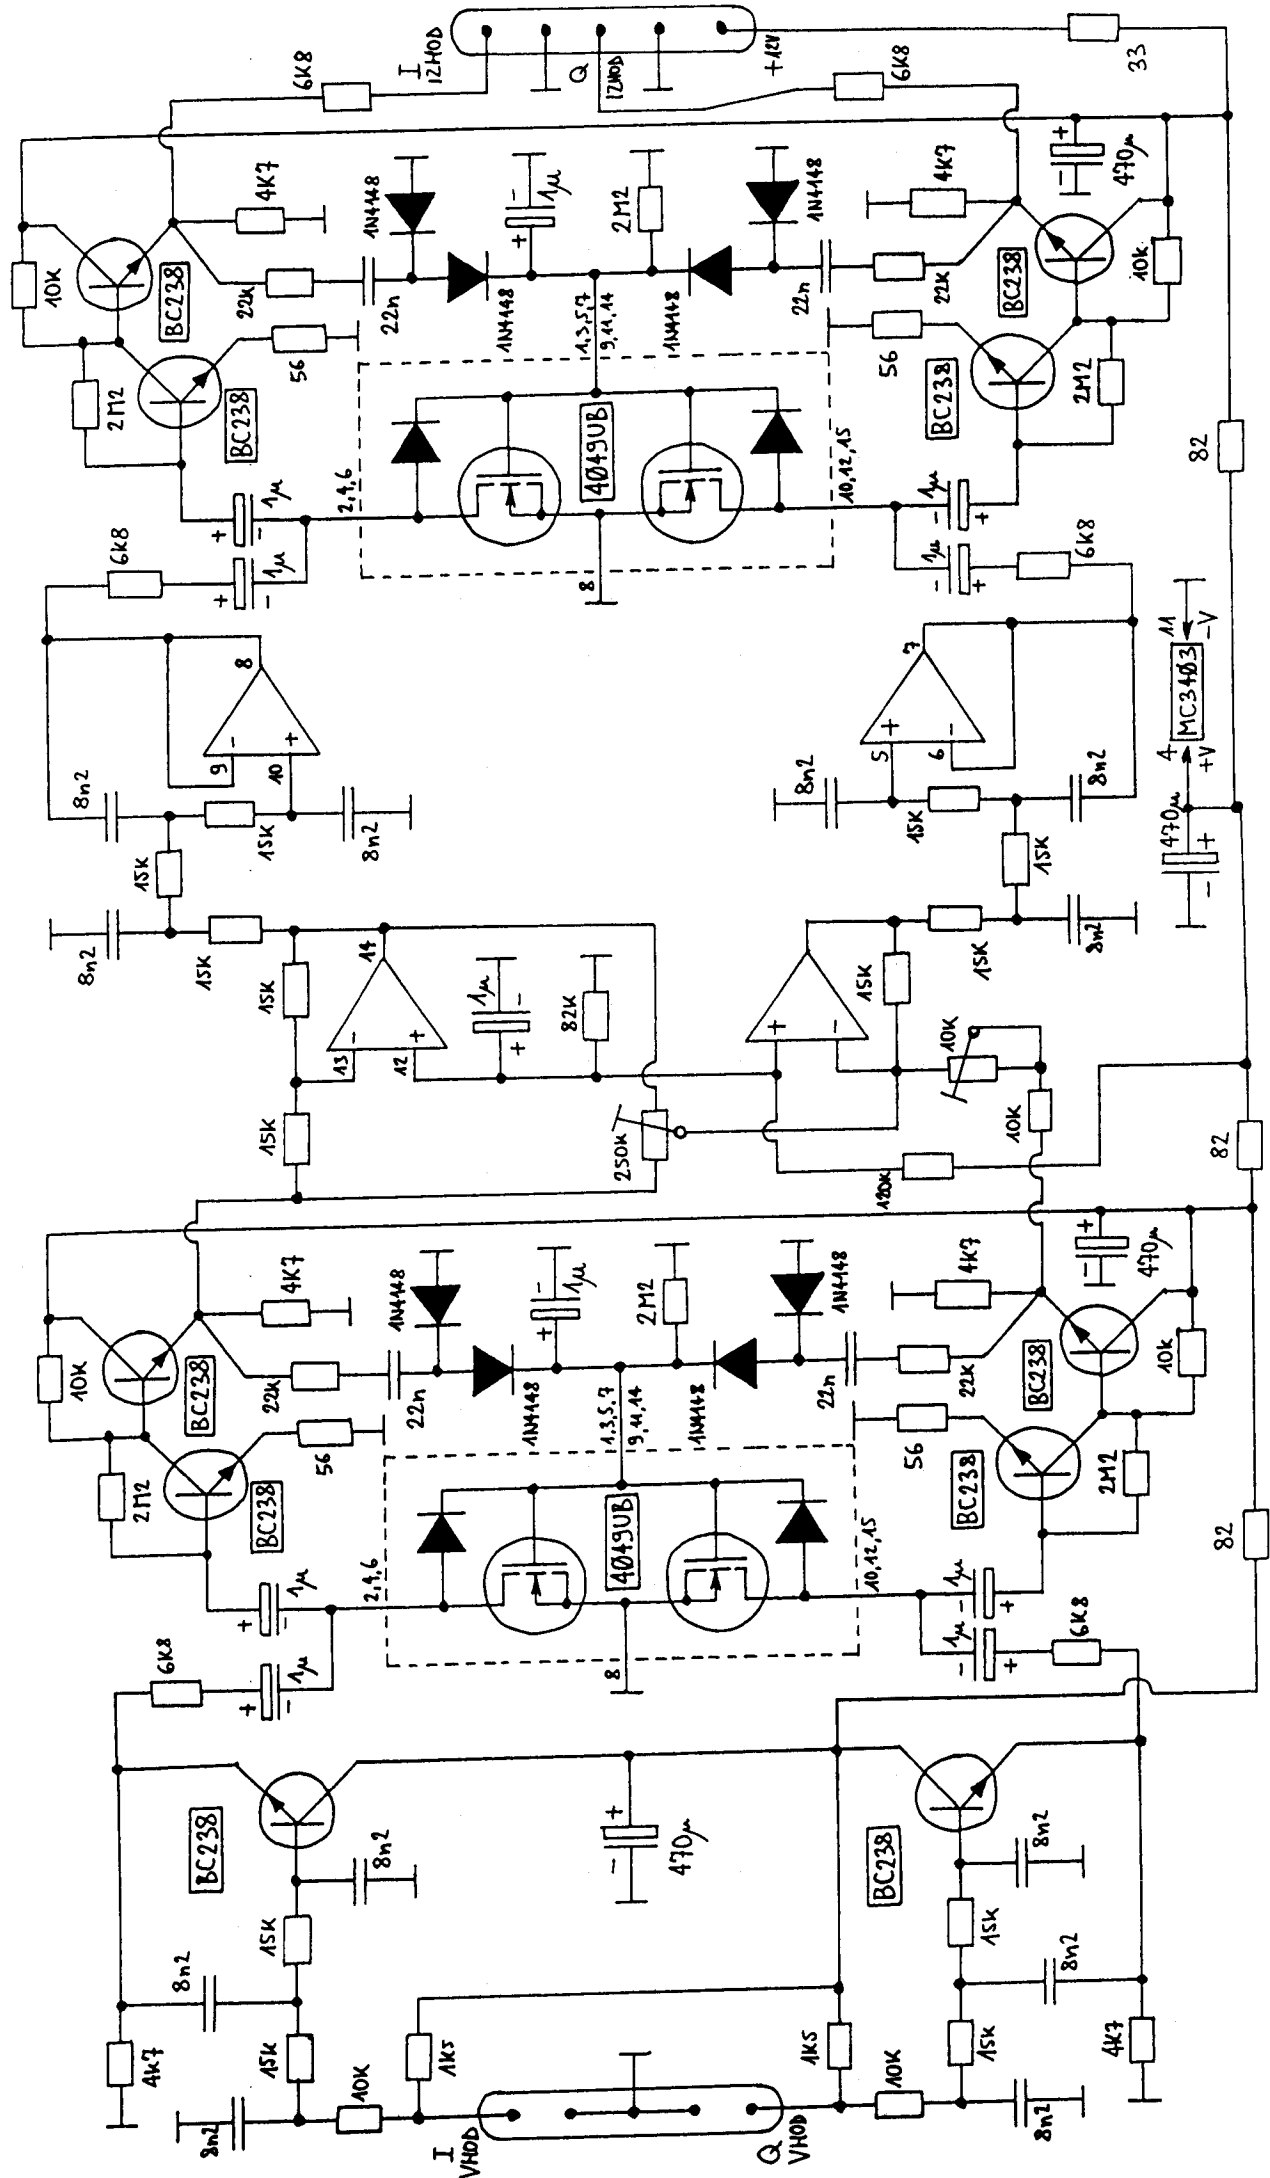 I
IZHOD
Q
IZHOD
+12V
33
6K8
6K8
10K
BC238
4K7
1N4148
-
1µ
+
2M2
1N4148
4K7
+
-
470µ
22K
22n
1N4148
1,3,5,7
9,11,14
1N4148
22n
22K
BC238
10K
2M2
BC238
56
56
BC238
2M2
4049UB
82
+ 1µ -
2,4,6
10,12,15
1µ
- +
6K8
+ 1µ -
8
1µ
- +
6K8
8
9 -
10 +
7
5 +
6 -
11
-V
MC3403
4
+V
8n2
15K
8n2
15K
8n2
15K
8n2
15K
470µ
+
-
8n2
15K
15K
14
13 -
12 +
1µ
-
+
82K
+
-
15K
15K
8n2
10K
15K
250K
120K
10K
82
10K
BC238
4K7
1N4148
-
1µ
+
2M2
1N4148
4K7
+
-
470µ
22K
22n
1N4148
1,3,5,7
9,11,14
1N4148
22n
22K
BC238
10K
2M2
BC238
56
56
BC238
2M2
4049UB
82
+ 1µ -
2,4,6
10,12,15
1µ
- +
6K8
+ 1µ -
8
1µ
- +
6K8
BC238
8n2
+
-
470µ
BC238
8n2
15K
15K
8n2
8n2
4K7
15K
1K5
1K5
15K
4K7
8n2
10K
10K
8n2
I
VHOD
Q
VHOD